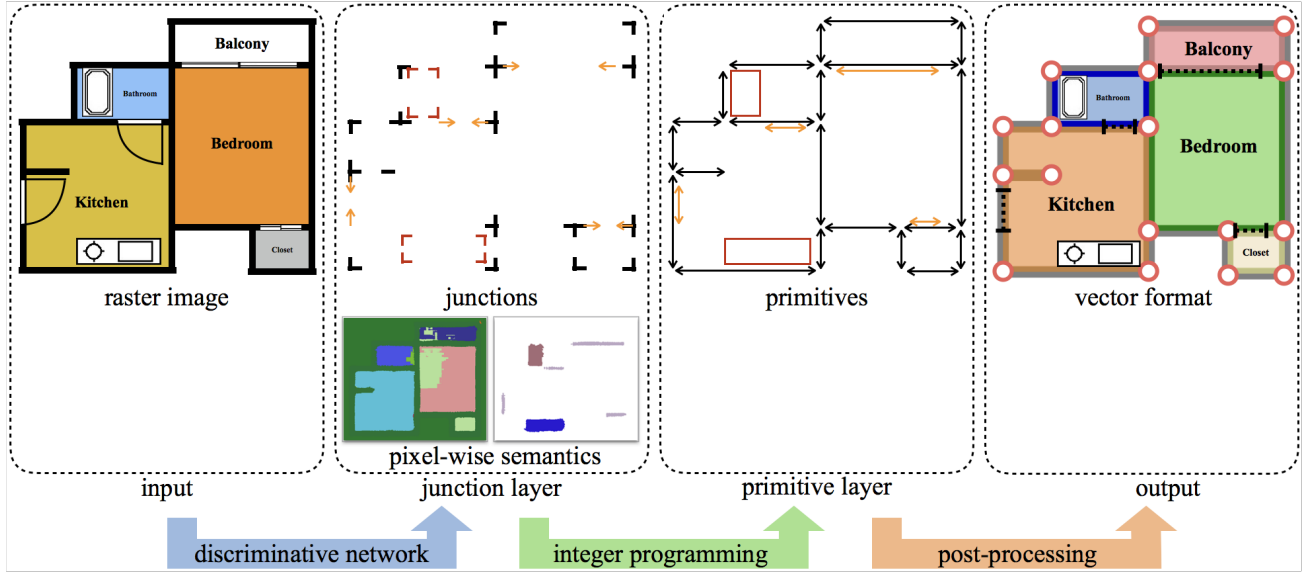 Balcony
Bathroom
Bedroom
Kitchen
Closet
raster image
junctions
primitives
Balcony
Bathroom
Bedroom
Kitchen
Closet
vector format
pixel-wise semantics
input
junction layer
primitive layer
output
discriminative network
integer programming
post-processing